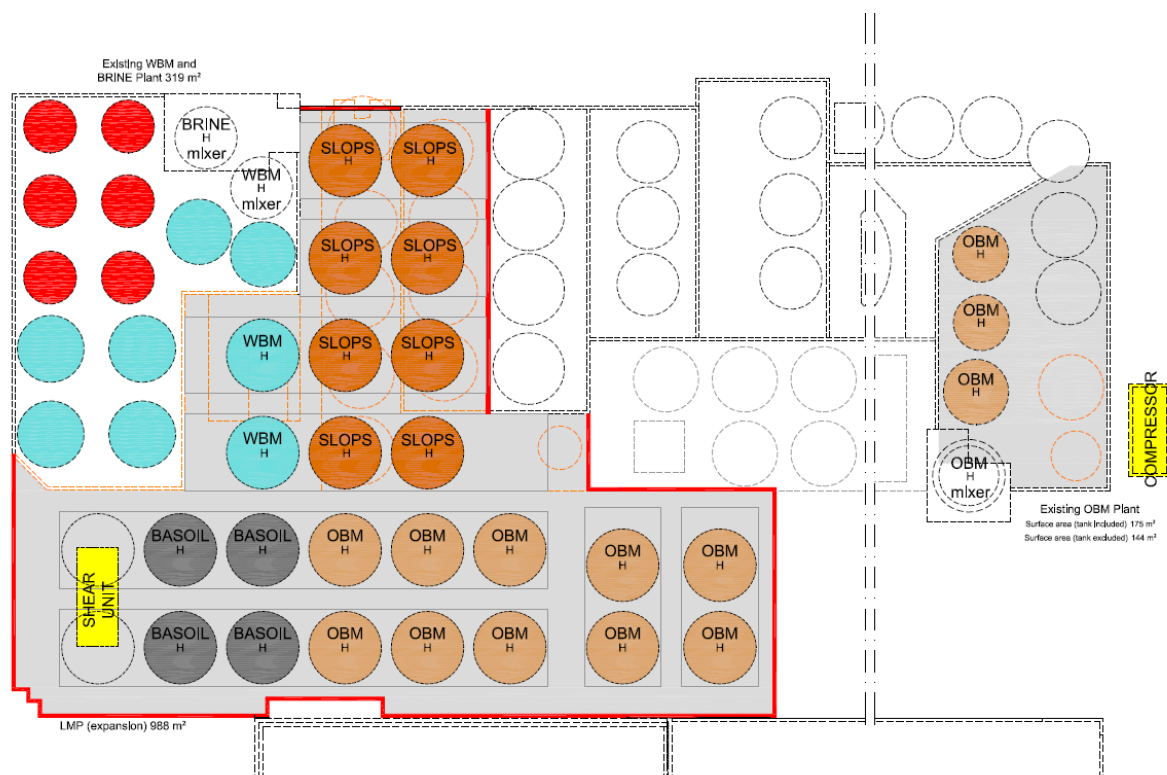 Existing WBM and
BRINE Plant 319 m²
BRINE
H
mixer
WBM
H
mixer
SLOPS
H
SLOPS
H
SLOPS
H
SLOPS
H
WBM
H
SLOPS
H
SLOPS
H
WBM
H
SLOPS
H
SLOPS
H
OBM
H
OBM
H
OBM
H
OBM
H
mixer
COMPRESSOR
Existing OBM Plant
Surface area (tank included) 175 m²
Surface area (tank excluded) 144 m²
SHEAR
UNIT
BASOIL
H
BASOIL
H
OBM
H
OBM
H
OBM
H
OBM
H
OBM
H
BASOIL
H
BASOIL
H
OBM
H
OBM
H
OBM
H
OBM
H
OBM
H
LMP (expansion) 988 m²